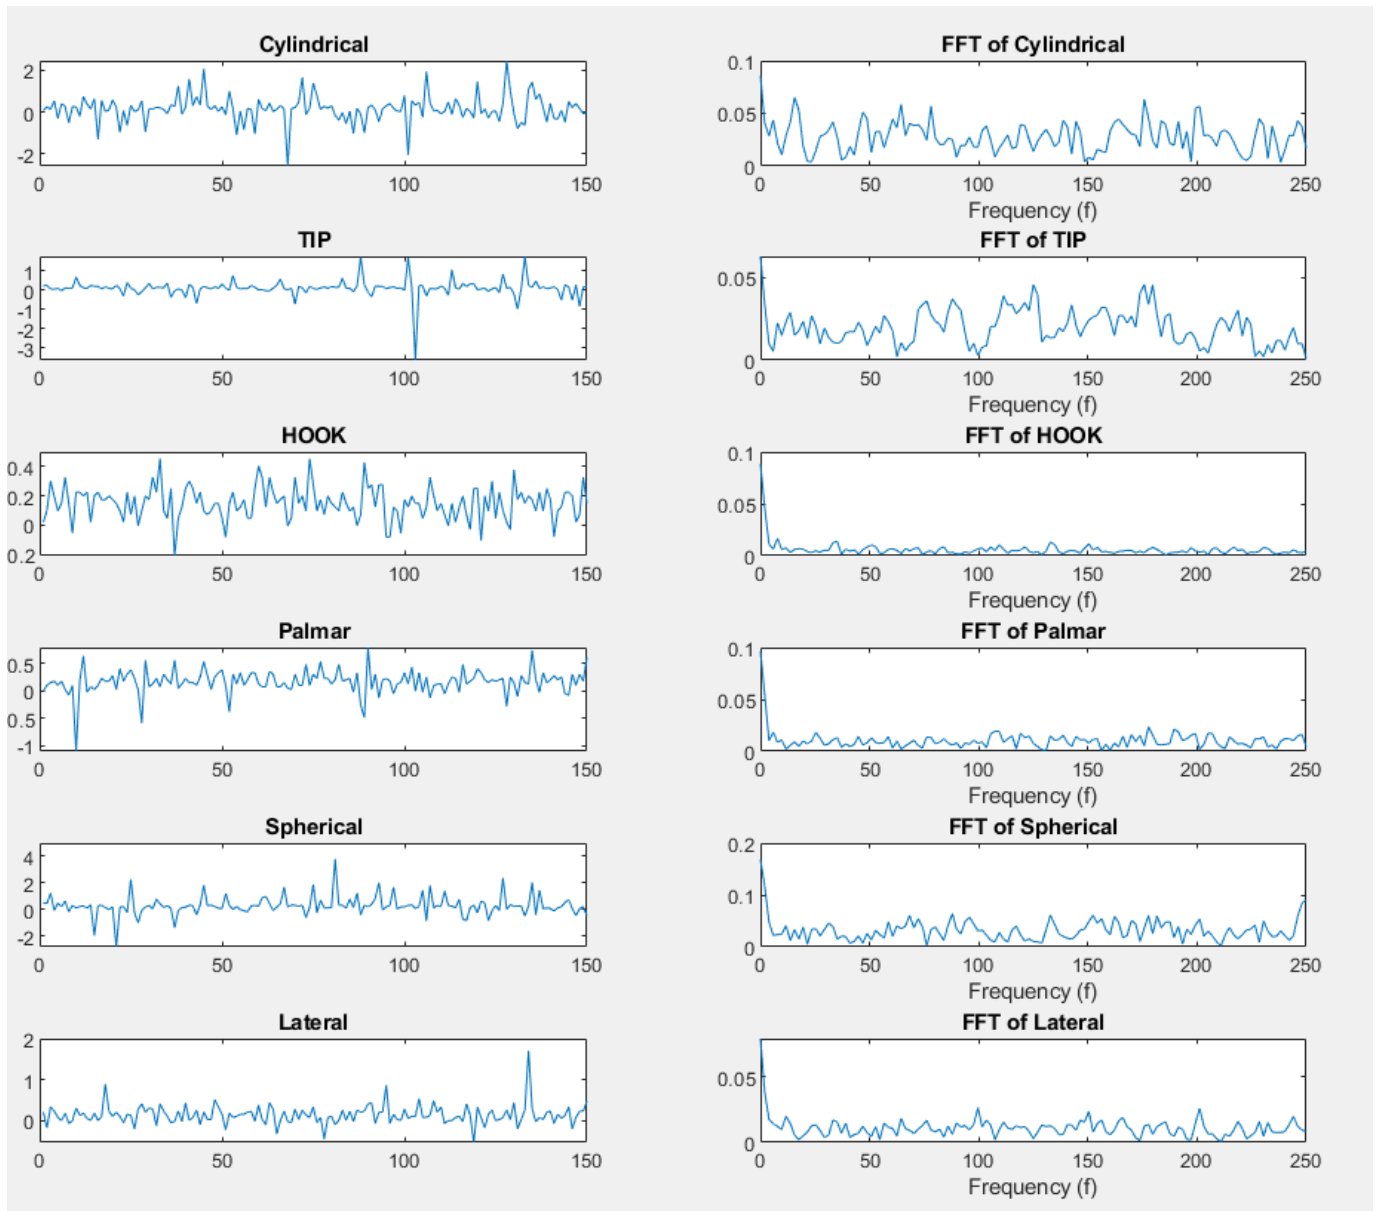 Cylindrical
2
0
-2
0 50 100 150
FFT of Cylindrical
0.1
0.05
0
0 50 100 150 200 250
Frequency (f)
TIP
1
0
-1
-2
-3
0 50 100 150
FFT of TIP
0.05
0
0 50 100 150 200 250
Frequency (f)
HOOK
0.4
0.2
0
0.2
0 50 100 150
FFT of HOOK
0.1
0.05
0
0 50 100 150 200 250
Frequency (f)
Palmar
0.5
0
0.5
-1
0 50 100 150
FFT of Palmar
0.1
0.05
0
0 50 100 150 200 250
Frequency (f)
Spherical
4
2
0
-2
0 50 100 150
FFT of Spherical
0.2
0.1
0
0 50 100 150 200 250
Frequency (f)
Lateral
2
1
0
0 50 100 150
FFT of Lateral
0.05
0
0 50 100 150 200 250
Frequency (f)